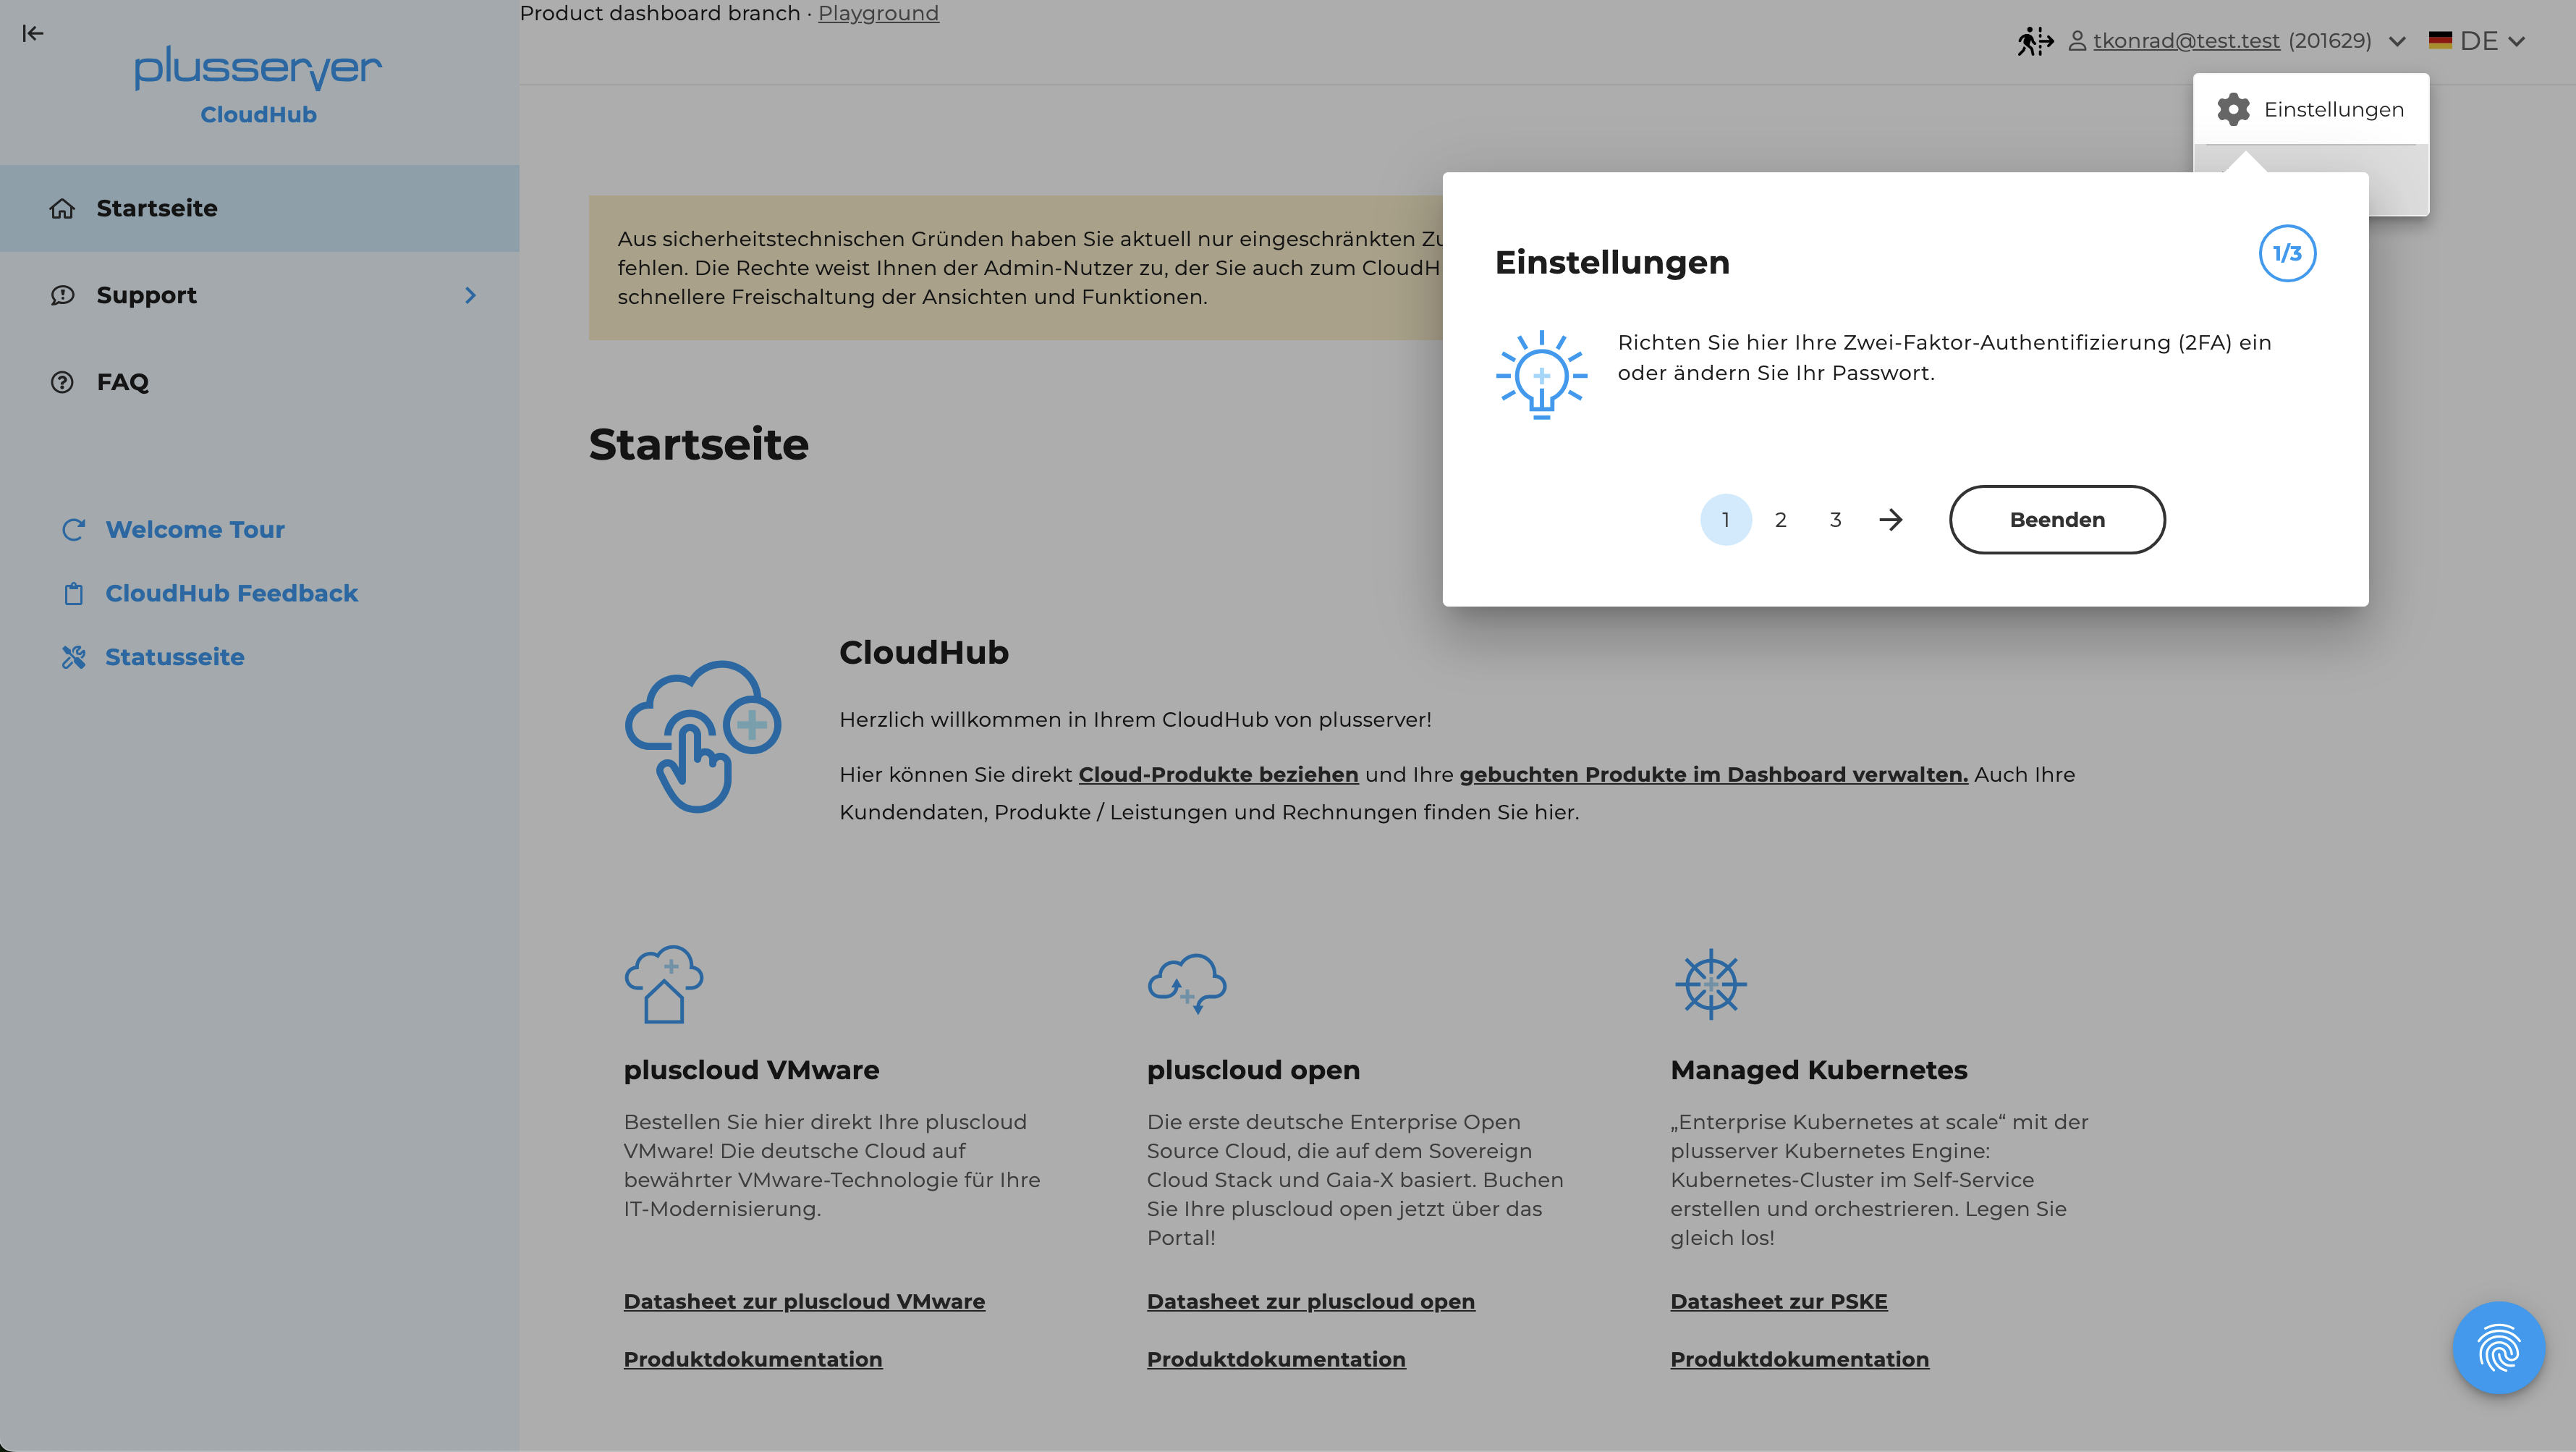 Product dashboard branch · Playground
tkonrad@test.test (201629)
DE
plusserver
CloudHub
Startseite
Support
FAQ
Welcome Tour
CloudHub Feedback
Statusseite
Einstellungen
Aus sicherheitstechnischen Gründen haben Sie aktuell nur eingeschränkten
fehlen. Die Rechte weist Ihnen der Admin-Nutzer zu, der Sie auch zum
schnellere Freischaltung der Ansichten und Funktionen.
Einstellungen
1/3
Richten Sie hier Ihre Zwei-Faktor-Authentifizierung (2FA) ein
oder ändern Sie Ihr Passwort.
1 2 3
Beenden
Startseite
CloudHub
Herzlich willkommen in Ihrem CloudHub von plusserver!
Hier können Sie direkt Cloud-Produkte beziehen und Ihre gebuchten Produkte im Dashboard verwalten. Auch Ihre
Kundendaten, Produkte / Leistungen und Rechnungen finden Sie hier.
pluscloud VMware
Bestellen Sie hier direkt Ihre pluscloud
VMware! Die deutsche Cloud auf
bewährter VMware-Technologie für Ihre
IT-Modernisierung.
Datasheet zur pluscloud VMware
Produktdokumentation
pluscloud open
Die erste deutsche Enterprise Open
Source Cloud, die auf dem Sovereign
Cloud Stack und Gaia-X basiert. Buchen
Sie Ihre pluscloud open jetzt über das
Portal!
Datasheet zur pluscloud open
Produktdokumentation
Managed Kubernetes
„Enterprise Kubernetes at scale“ mit der
plusserver Kubernetes Engine:
Kubernetes-Cluster im Self-Service
erstellen und orchestrieren. Legen Sie
gleich los!
Datasheet zur PSKE
Produktdokumentation